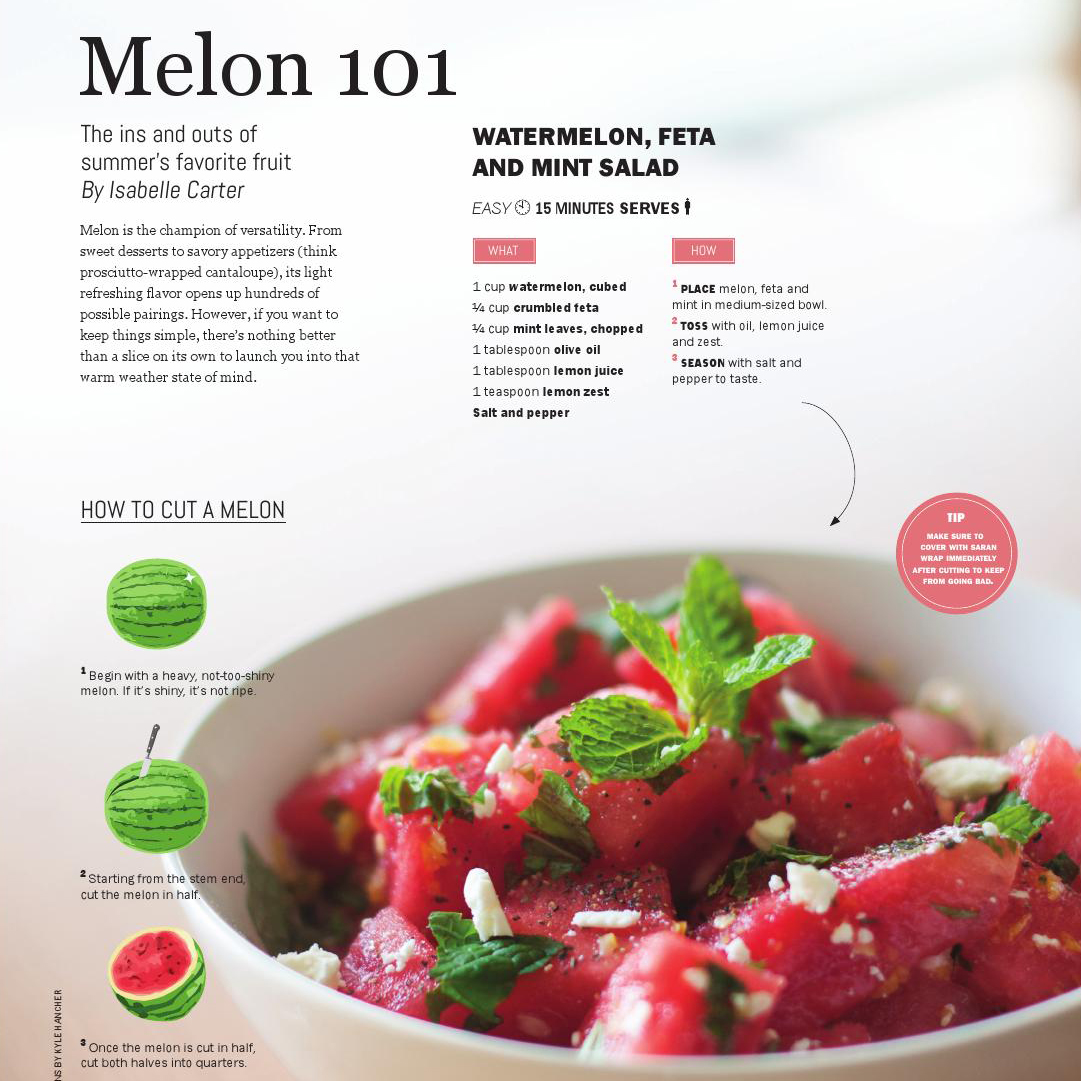 Melon 101
The ins and outs of
summer's favorite fruit
By Isabelle Carter
Melon is the champion of versatility. From
sweet desserts to savory appetizers (think
prosciutto-wrapped cantaloupe), its light
refreshing flavor opens up hundreds of
possible pairings. However, if you want to
keep things simple, there's nothing better
than a slice on its own to launch you into that
warm weather state of mind.
WATERMELON, FETA
AND MINT SALAD
EASY 15 MINUTES SERVES
WHAT
1 cup watermelon, cubed
¼ cup crumbled feta
¼ cup mint leaves, chopped
1 tablespoon olive oil
1 tablespoon lemon juice
1 teaspoon lemon zest
Salt and pepper
HOW
1 PLACE melon, feta and
mint in medium-sized bowl.
2 TOSS with oil, lemon juice
and zest.
3 SEASON with salt and
pepper to taste.
TIP
MAKE SURE TO
COVER WITH SARAN
WRAP IMMEDIATELY
AFTER CUTTING TO KEEP
FROM GOING BAD.
HOW TO CUT A MELON
1 Begin with a heavy, not-too-shiny
melon. If it's shiny, it's not ripe.
2 Starting from the stem end,
cut the melon in half.
3 Once the melon is cut in half,
cut both halves into quarters.
NS BY KYLE HANCHER